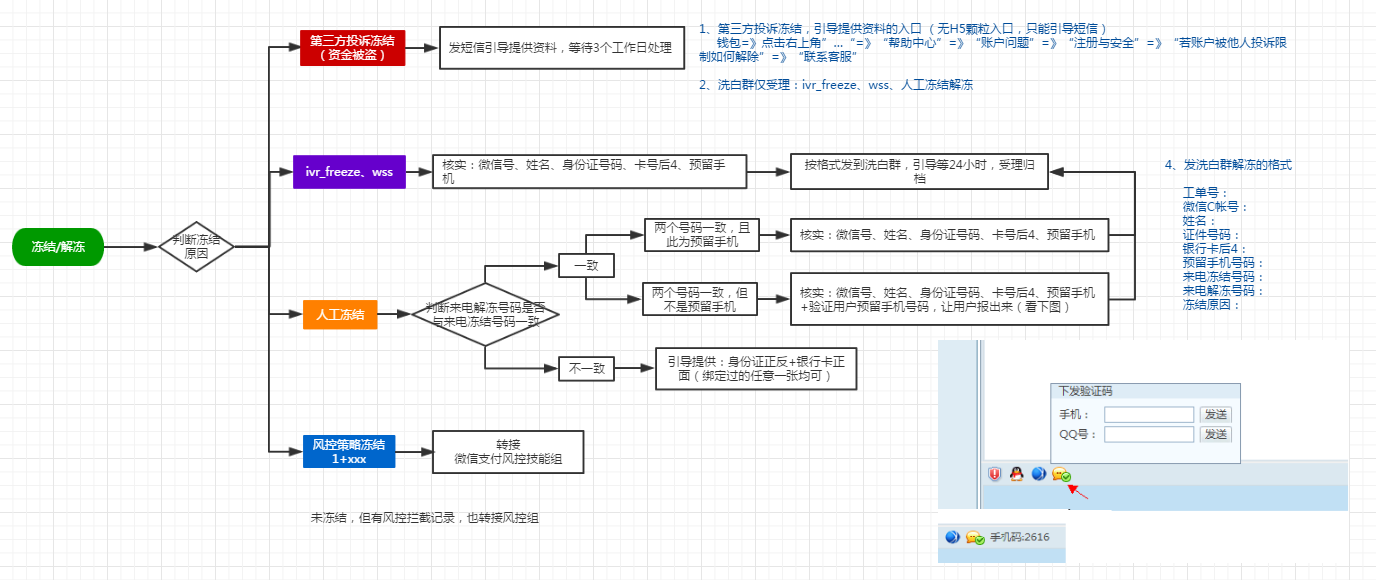 第三方投诉冻结
（资金被盗）
发短信引导提供资料，等待3个工作日处理
1、第三方投诉冻结，引导提供资料的入口 （ 无H5颗粒入口，只能引导短信 ）
钱包=》点击右上角”...“=》“帮助中心”=》“账户问题”=》“注册与安全”=》“若账户被他人投诉限
制如何解除”=》“联系客服”
2、洗白群仅受理：ivr_freeze、wss、人工冻结解冻
ivr_freeze、wss
核实：微信号、姓名、身份证号码、卡号后4、预留手
机
按格式发到洗白群，引导等24小时，受理归
档
4、发洗白群解冻的格式
工单号：
微信C帐号：
姓名：
证件号码：
银行卡后4：
预留手机号码：
来电冻结号码：
来电解冻号码：
冻结原因：
冻结/解冻
判断冻结
原因
两个号码一致，且
此为预留手机
核实：微信号、姓名、身份证号码、卡号后4、预留手机
一致
两个号码一致，但
不是预留手机
核实：微信号、姓名、身份证号码、卡号后4、预留手机
+验证用户预留手机号码，让用户报出来（看下图）
人工冻结
判断来电解冻号码是否
与来电冻结号码一致
不一致
引导提供：身份证正反+银行卡正
面（绑定过的任意一张均可）
风控策略冻结
1+xxx
转接
微信支付风控技能组
未冻结，但有风控拦截记录，也转接风控组
下发验证码
手机：
发送
QQ号：
发送
手机码:2616